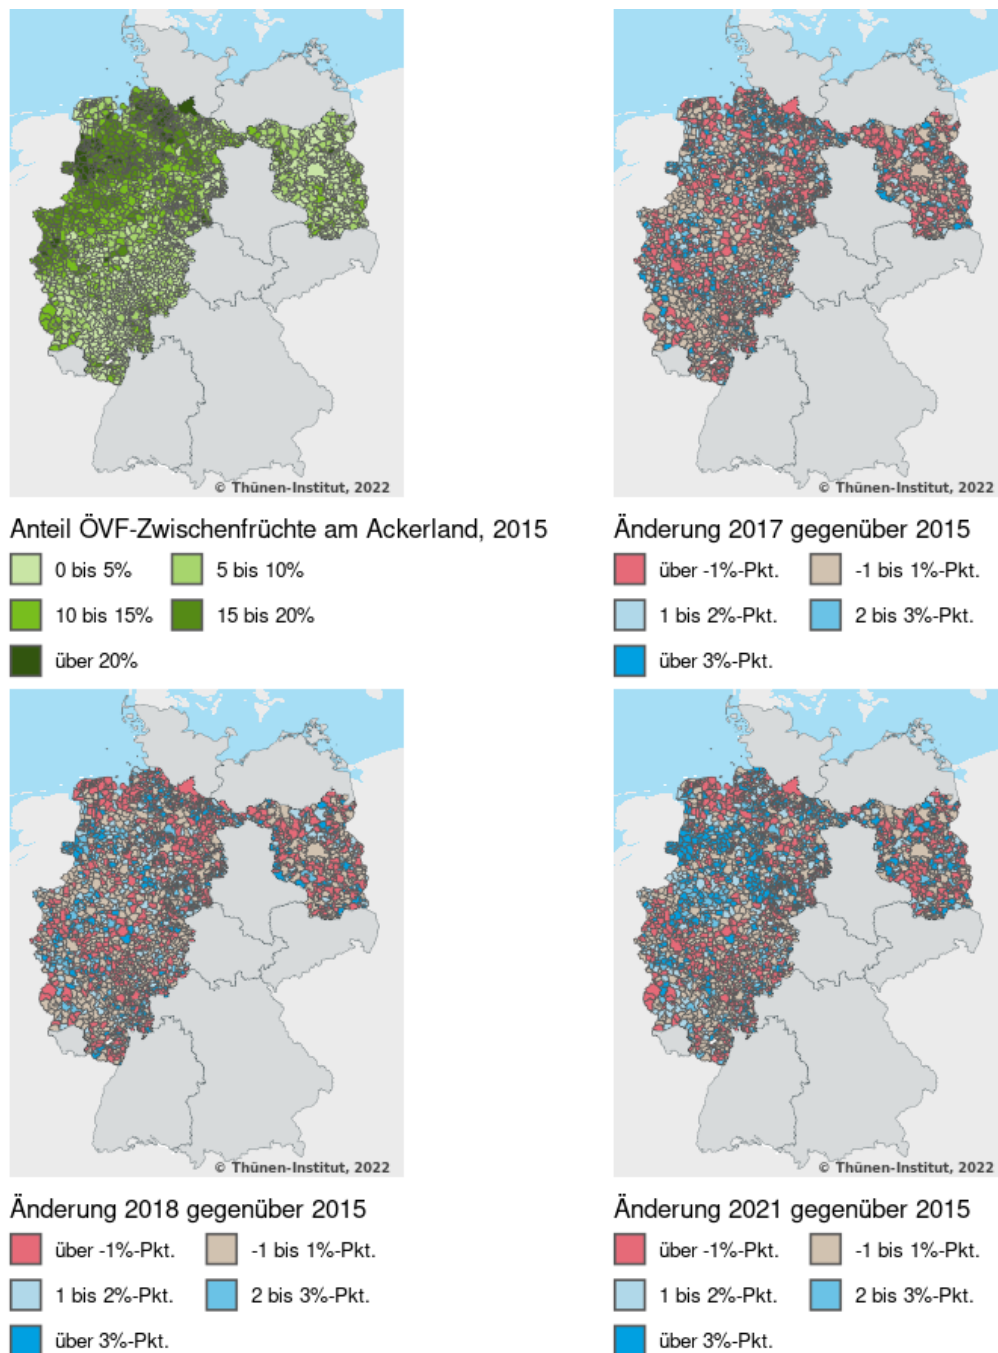 © Thünen-Institut, 2022
Anteil ÖVF-Zwischenfrüchte am Ackerland, 2015
0 bis 5%
5 bis 10%
10 bis 15%
15 bis 20%
über 20%
© Thünen-Institut, 2022
Änderung 2017 gegenüber 2015
über -1%-Pkt.
-1 bis 1%-Pkt.
1 bis 2%-Pkt.
2 bis 3%-Pkt.
über 3%-Pkt.
© Thünen-Institut, 2022
Änderung 2018 gegenüber 2015
über -1%-Pkt.
-1 bis 1%-Pkt.
1 bis 2%-Pkt.
2 bis 3%-Pkt.
über 3%-Pkt.
© Thünen-Institut, 2022
Änderung 2021 gegenüber 2015
über -1%-Pkt.
-1 bis 1%-Pkt.
1 bis 2%-Pkt.
2 bis 3%-Pkt.
über 3%-Pkt.